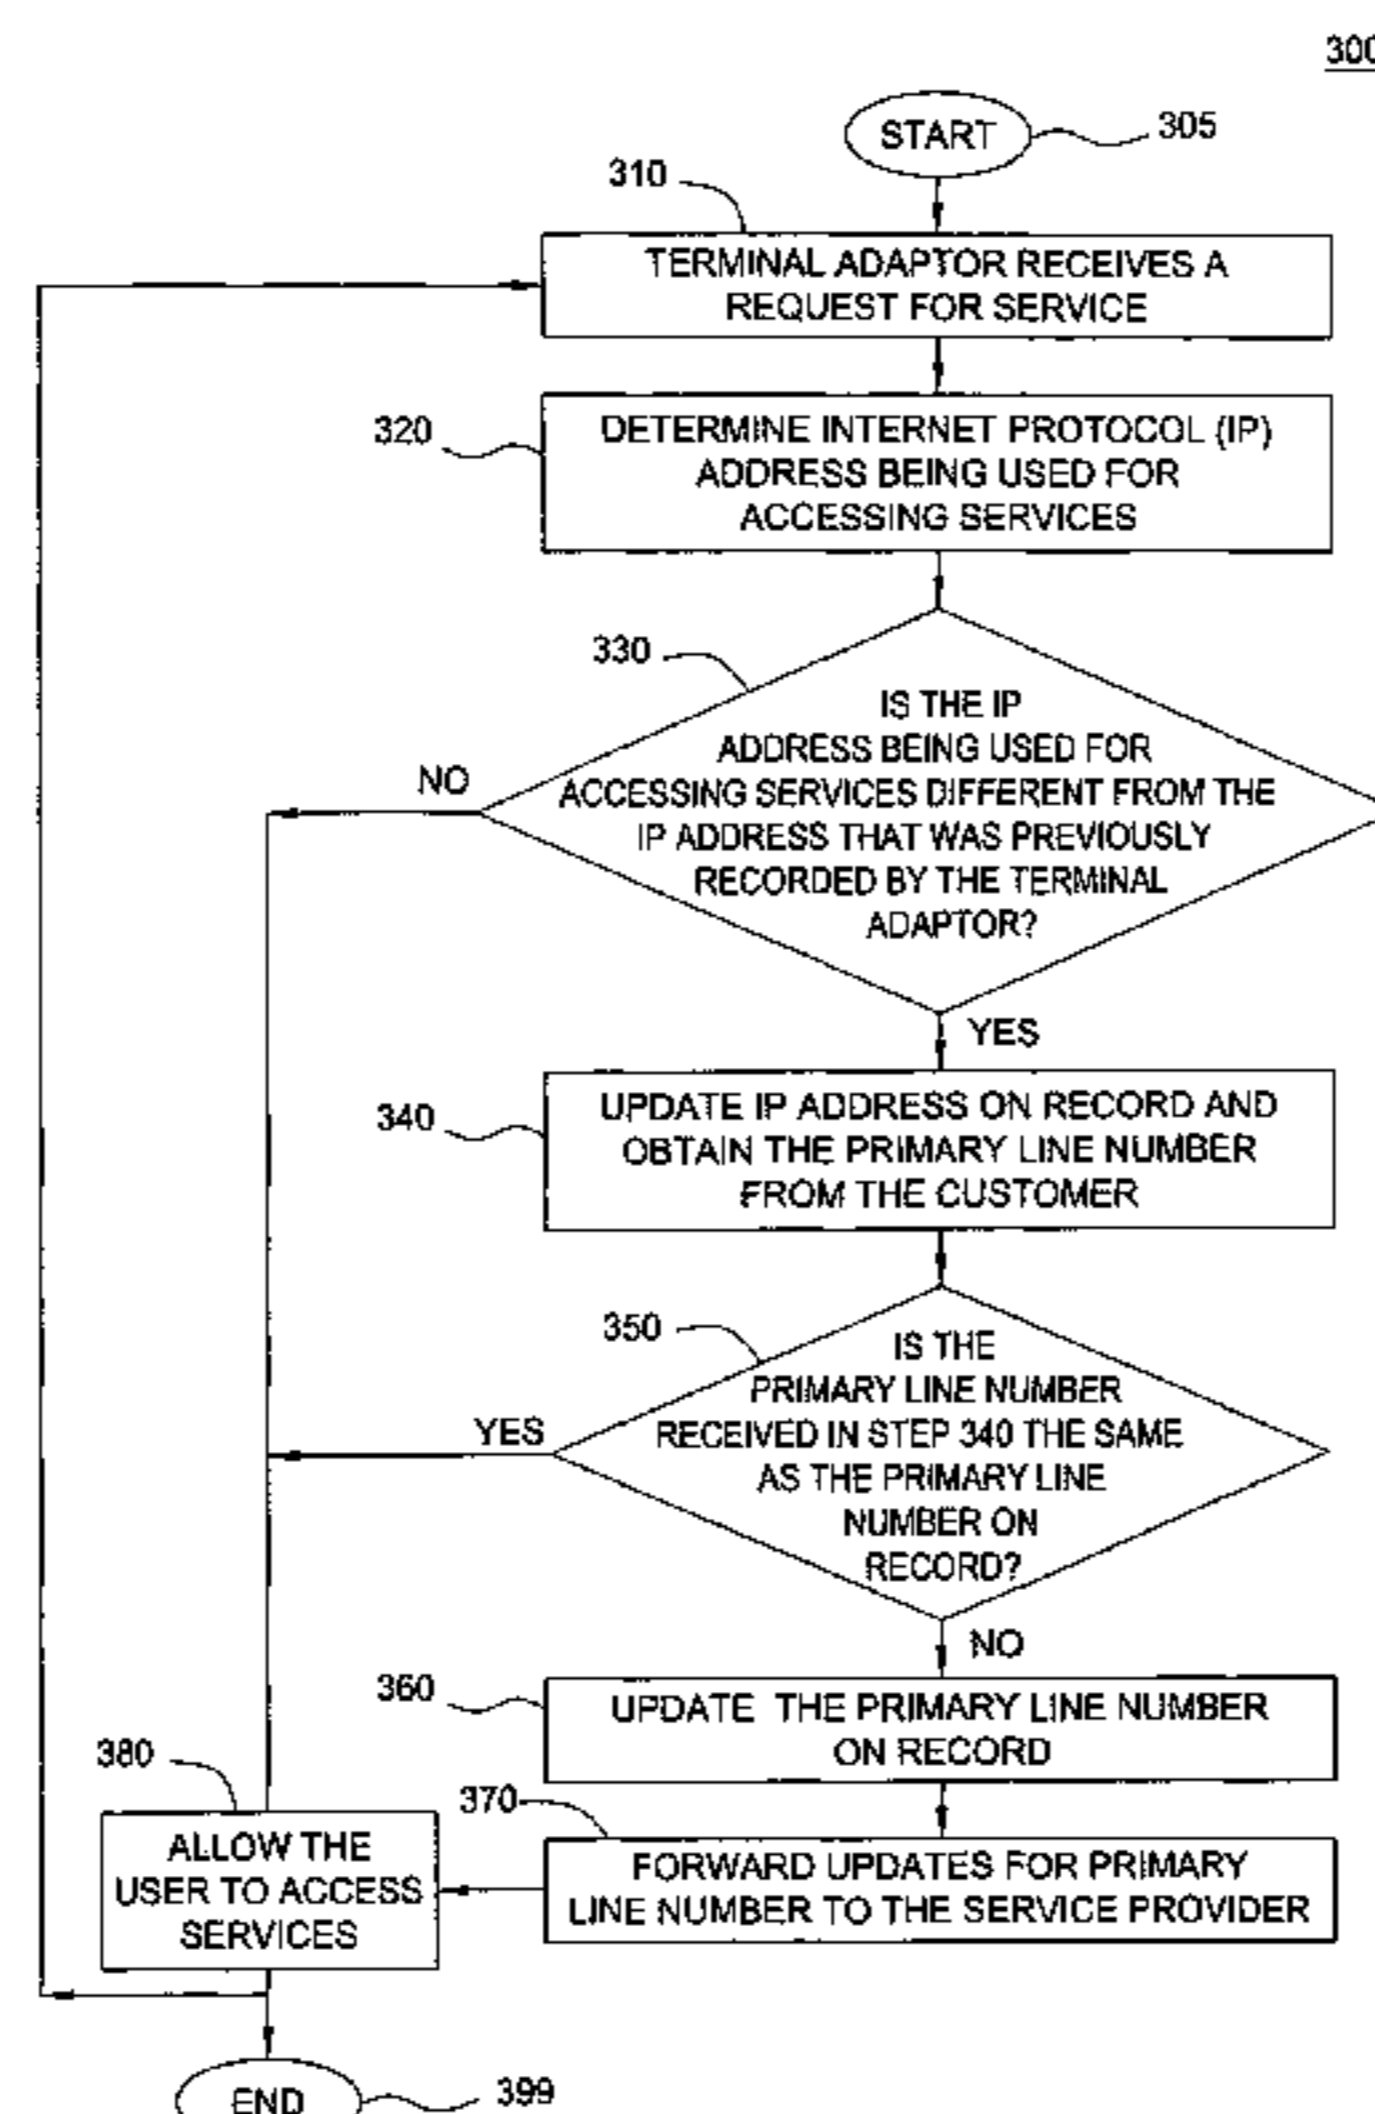 300
START
305
310
TERMINAL ADAPTOR RECEIVES A
REQUEST FOR SERVICE
320
DETERMINE INTERNET PROTOCOL (IP)
ADDRESS BEING USED FOR
ACCESSING SERVICES
330
IS THE IP
ADDRESS BEING USED FOR
ACCESSING SERVICES DIFFERENT FROM THE
IP ADDRESS THAT WAS PREVIOUSLY
RECORDED BY THE TERMINAL
ADAPTOR?
NO
YES
340
UPDATE IP ADDRESS ON RECORD AND
OBTAIN THE PRIMARY LINE NUMBER
FROM THE CUSTOMER
350
IS THE
PRIMARY LINE NUMBER
RECEIVED IN STEP 340 THE SAME
AS THE PRIMARY LINE
NUMBER ON
RECORD?
YES
NO
360
UPDATE THE PRIMARY LINE NUMBER
ON RECORD
370
FORWARD UPDATES FOR PRIMARY
LINE NUMBER TO THE SERVICE PROVIDER
380
ALLOW THE
USER TO ACCESS
SERVICES
END
399